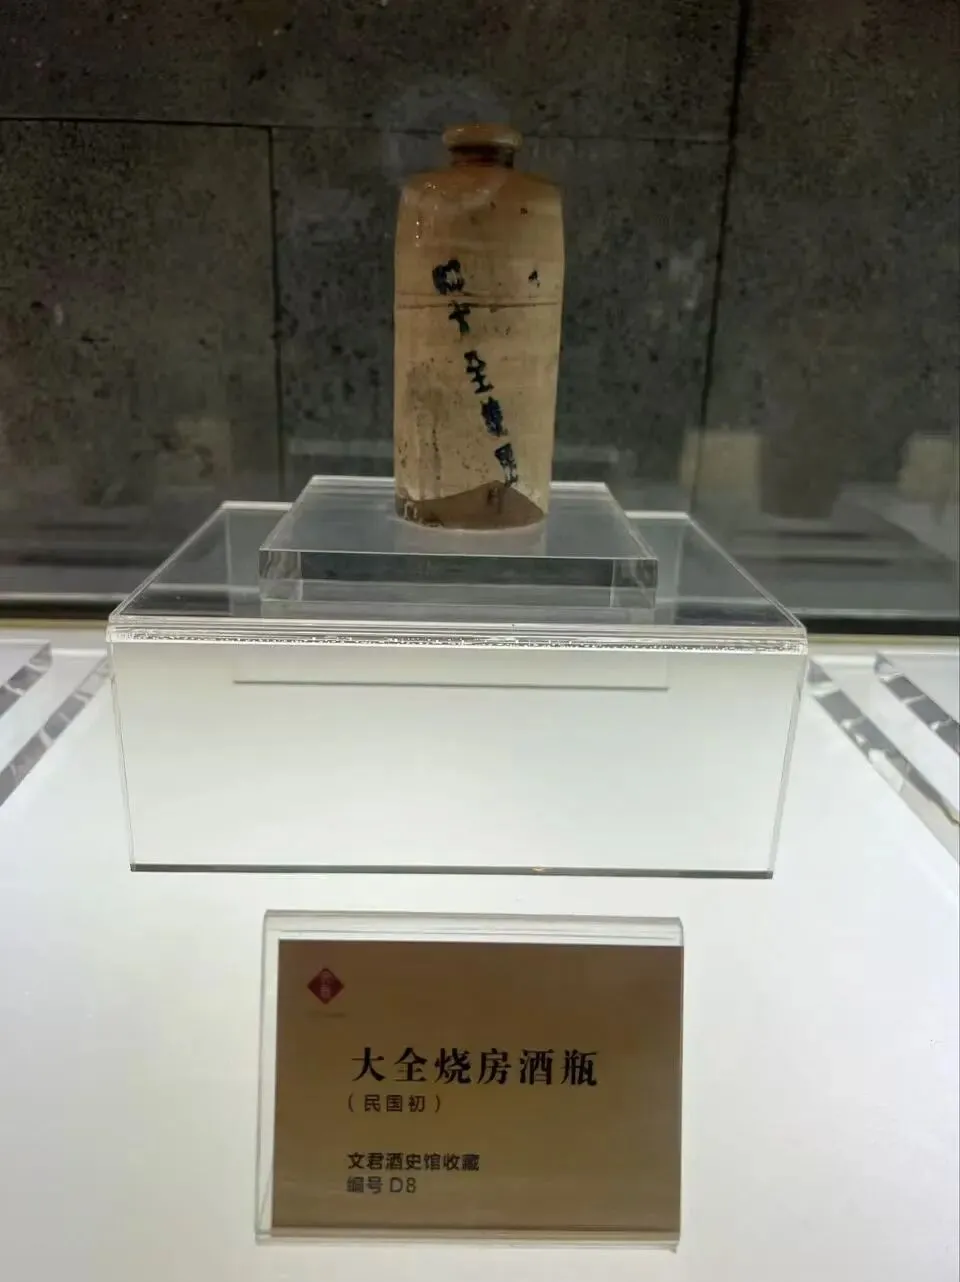 大全烧房酒瓶
（民国初）
文君酒史馆收藏
编号 D8